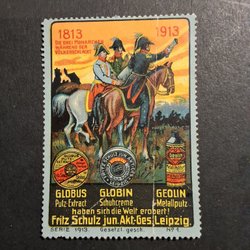 1813 1913
DIE DREI MONARCHEN
WÄHREND DER
VÖLKERSCHLACHT
GLOBUS GLOBIN GEOLIN
Putz-Extract Schuhcreme Metallputz
haben sich die Welt erobert!
Fritz Schulz jun. Akt-Ges. Leipzig.
SERIE 1913. Gesetzl. gesch. No 1.